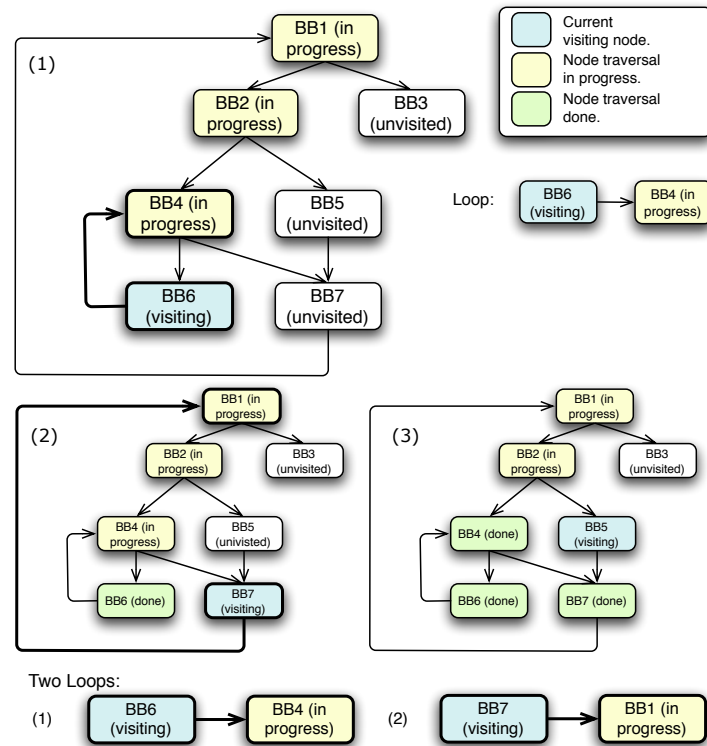 BB1 (in
progress)
(1)
BB2 (in
progress)
BB3
(unvisited)
Current
visiting node.
Node traversal
in progress.
Node traversal
done.
BB4 (in
progress)
BB5
(unvisited)
Loop:
BB6
(visiting)
BB4 (in
progress)
BB6
(visiting)
BB7
(unvisited)
(2)
BB1 (in
progress)
BB2 (in
progress)
BB3
(unvisited)
BB4 (in
progress)
BB5
(univisted)
BB6 (done)
BB7
(visiting)
(3)
BB1 (in
progress)
BB2 (in
progress)
BB3
(unvisited)
BB4 (done)
BB5
(visiting)
BB6 (done)
BB7 (done)
Two Loops:
(1)
BB6
(visiting)
BB4 (in
progress)
(2)
BB7
(visiting)
BB1 (in
progress)